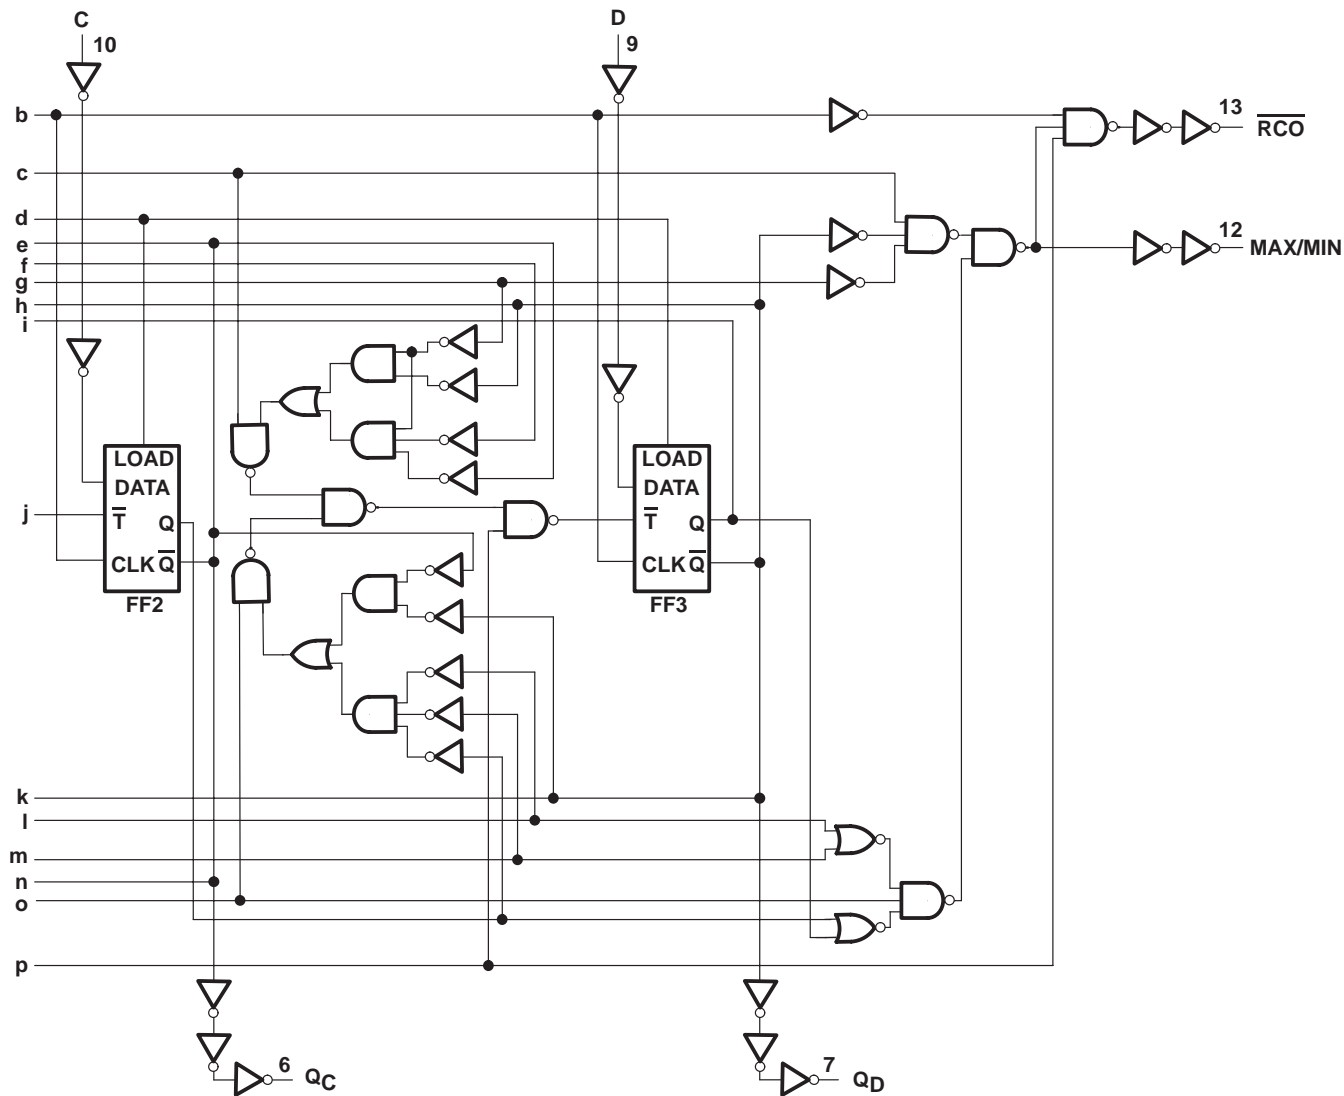 C
D
10
9
b
13
RCO
c
d
e
12
MAX/MIN
f
g
h
i
LOAD
DATA
T
Q
CLK
Q
FF2
LOAD
DATA
T
Q
CLK
Q
FF3
j
k
l
m
n
o
p
6
QC
7
QD